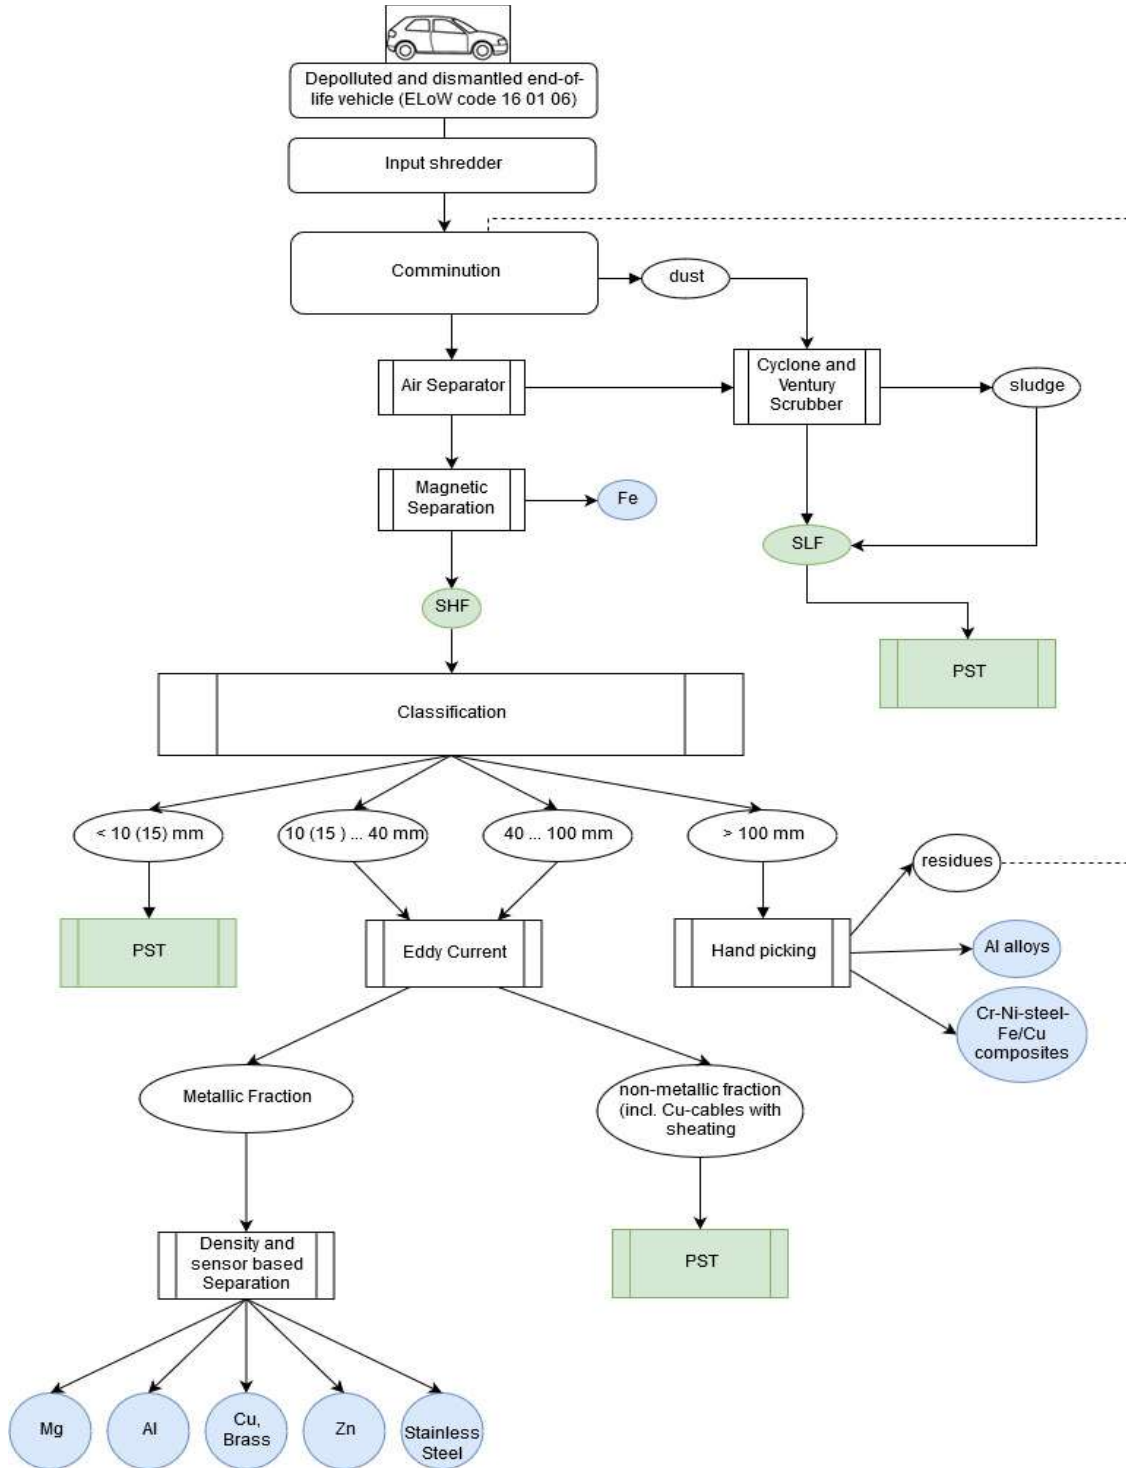 Depolluted and dismantled end-of-
life vehicle (ELoW code 16 01 06)
Input shredder
Comminution
dust
Air Separator
Cyclone and
Ventury
Scrubber
sludge
Magnetic
Separation
Fe
SLF
SHF
PST
Classification
< 10 (15) mm
10 (15 ) ... 40 mm
40 ... 100 mm
> 100 mm
residues
PST
Eddy Current
Hand picking
Al alloys
Cr-Ni-steel-
Fe/Cu
composites
Metallic Fraction
non-metallic fraction
(incl. Cu-cables with
sheating
Density and
sensor based
Separation
PST
Mg
Al
Cu,
Brass
Zn
Stainless
Steel